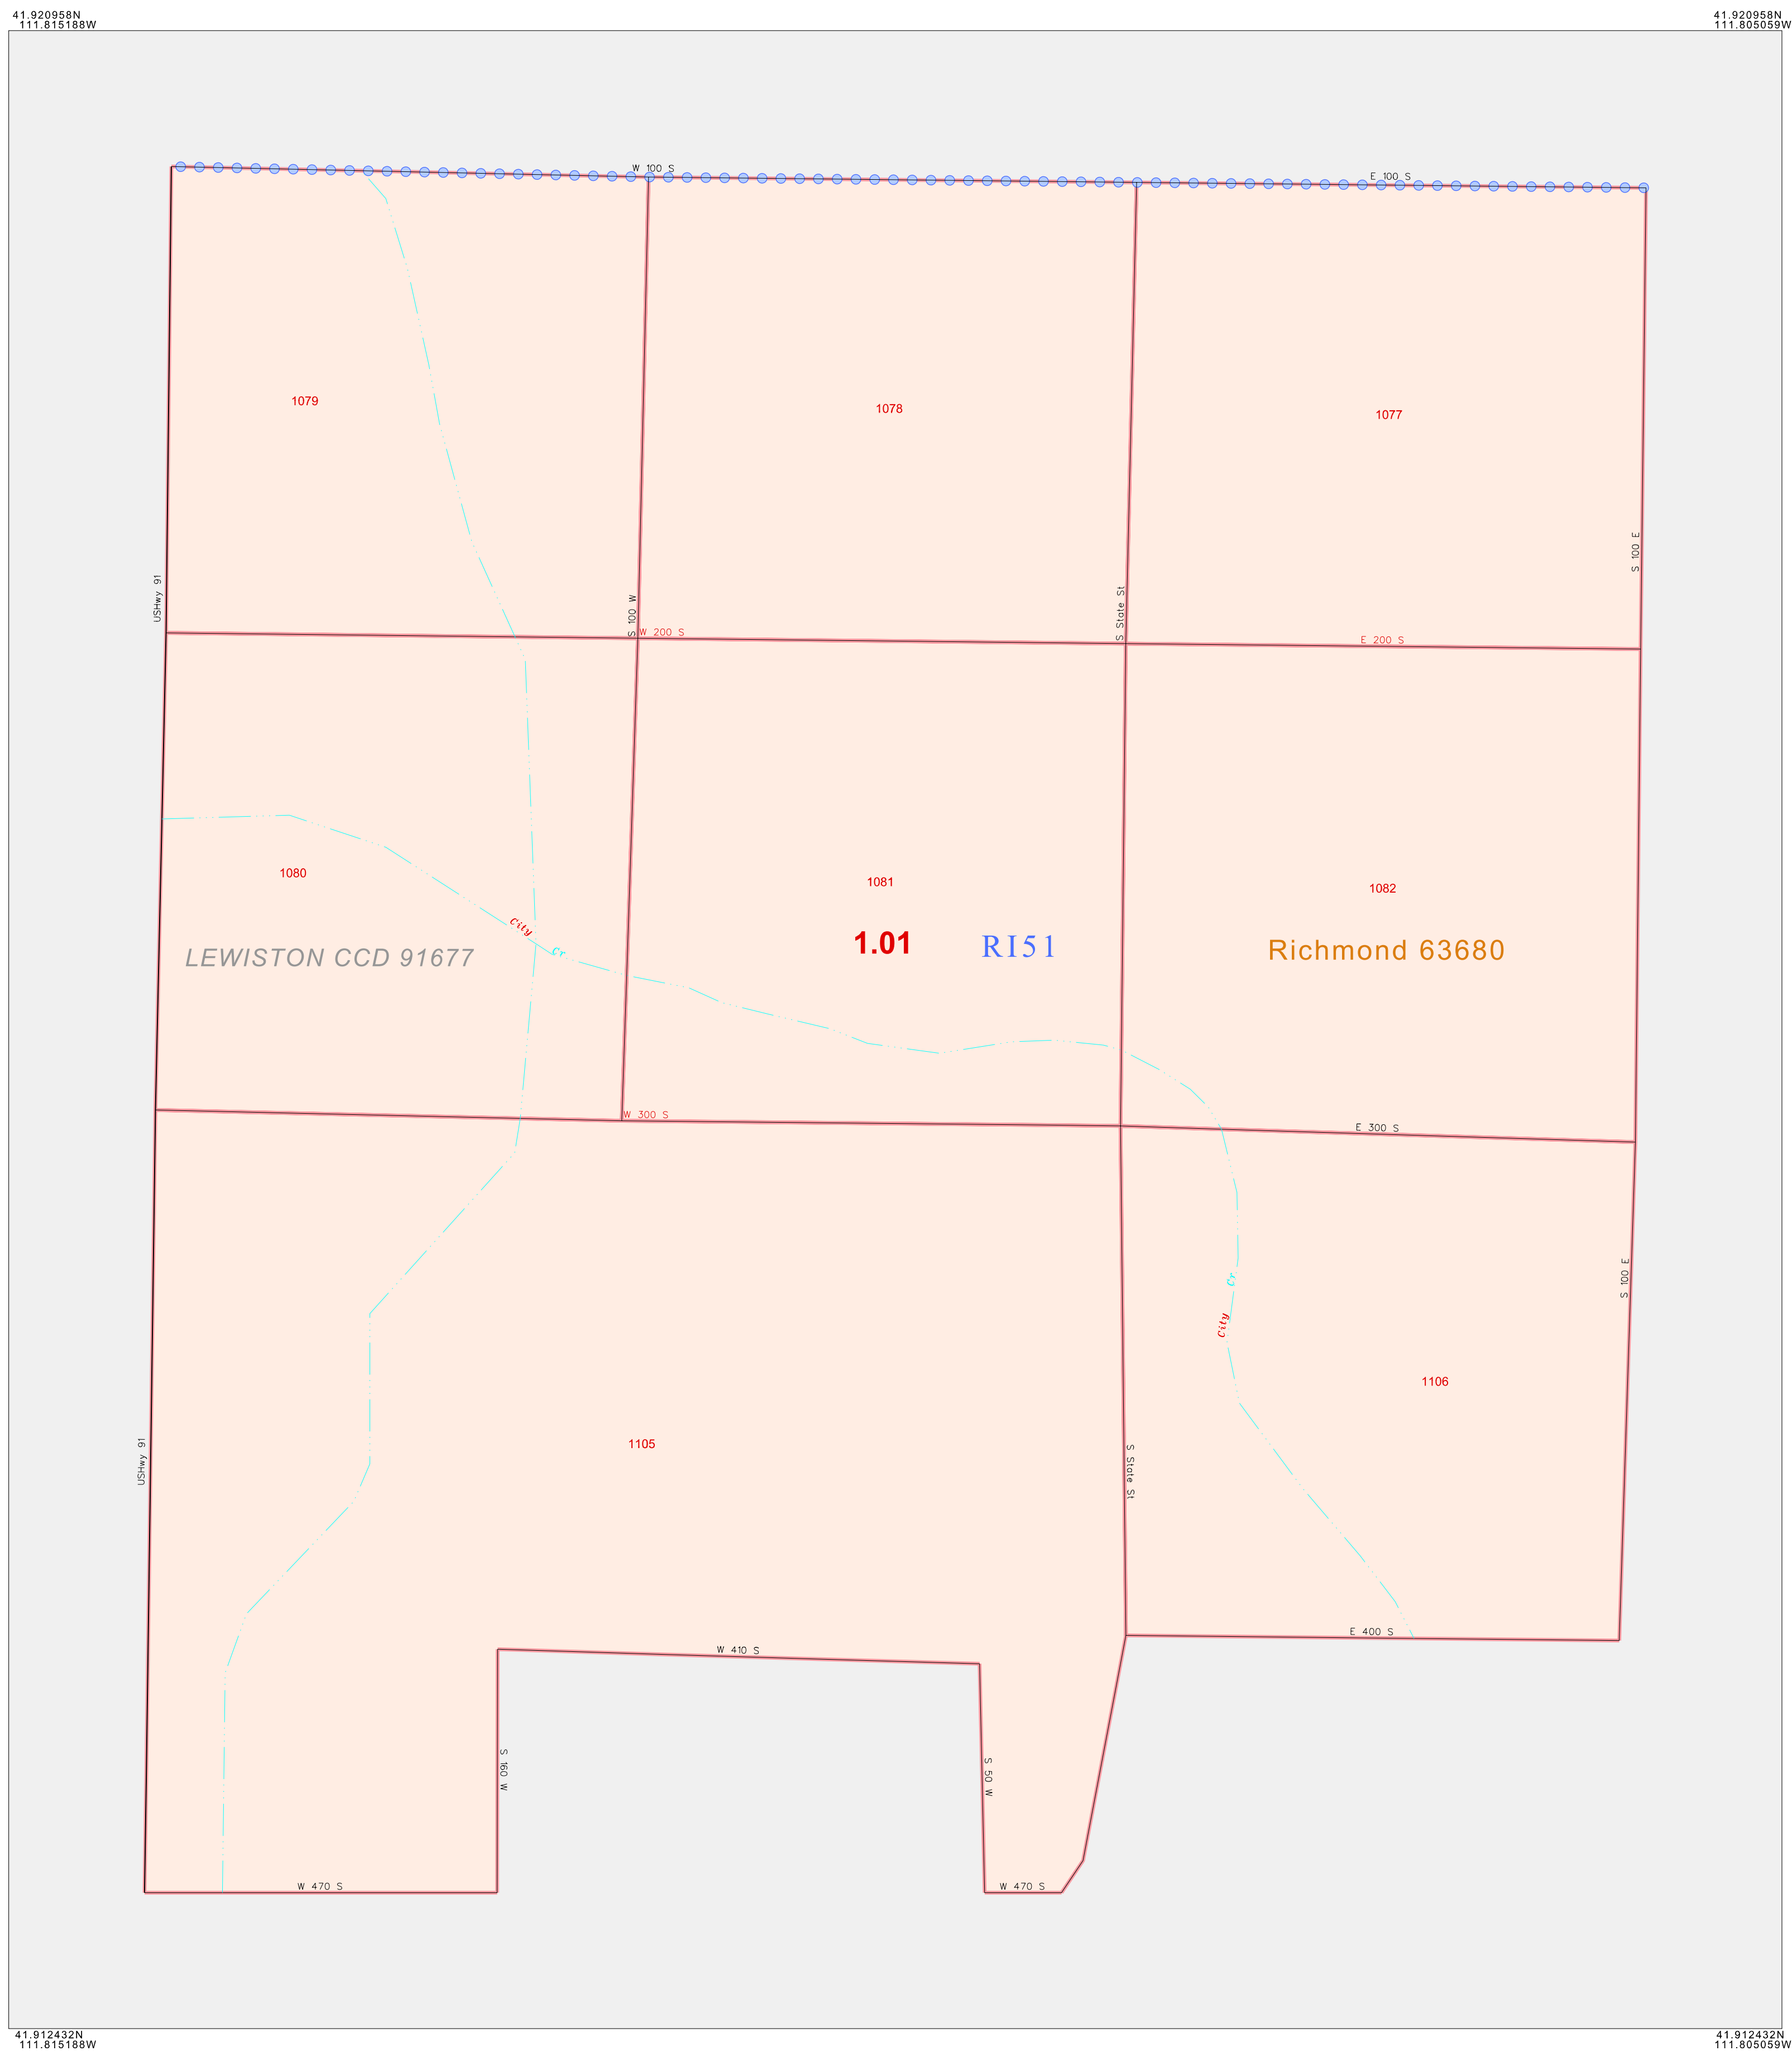 41.920958N
111.815188W
41.920958N
111.805059W
W 100 S
E 100 S
1079
1078
1077
S 100 E
USHwy 91
S 100 W
S State St
W 200 S
E 200 S
1080
1081
1082
City Cr
1.01
RI51
Richmond 63680
LEWISTON CCD 91677
W 300 S
E 300 S
S 100 E
City Cr
1106
1105
USHwy 91
S State St
E 400 S
W 410 S
S 160 W
S 50 W
W 470 S
W 470 S
41.912432N
111.815188W
41.912432N
111.805059W